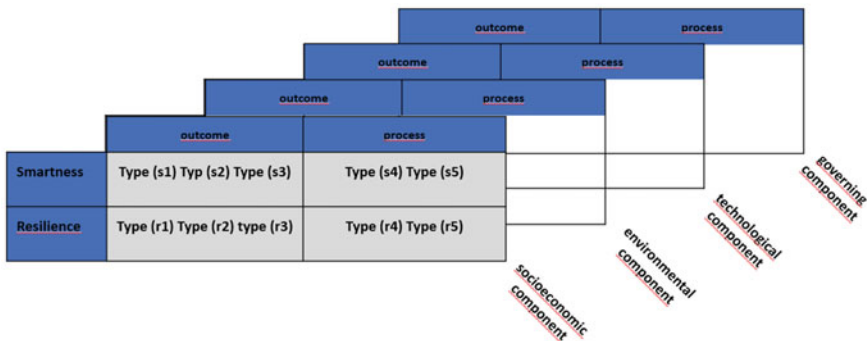 outcome process
outcome process
outcome process
outcome process
Smartness Type (s1) Typ (s2) Type (s3) Type (s4) Type (s5)
Resilience Type (r1) Type (r2) type (r3) Type (r4) Type (r5)
governing
component
technological
component
environmental
component
socioeconomic
component